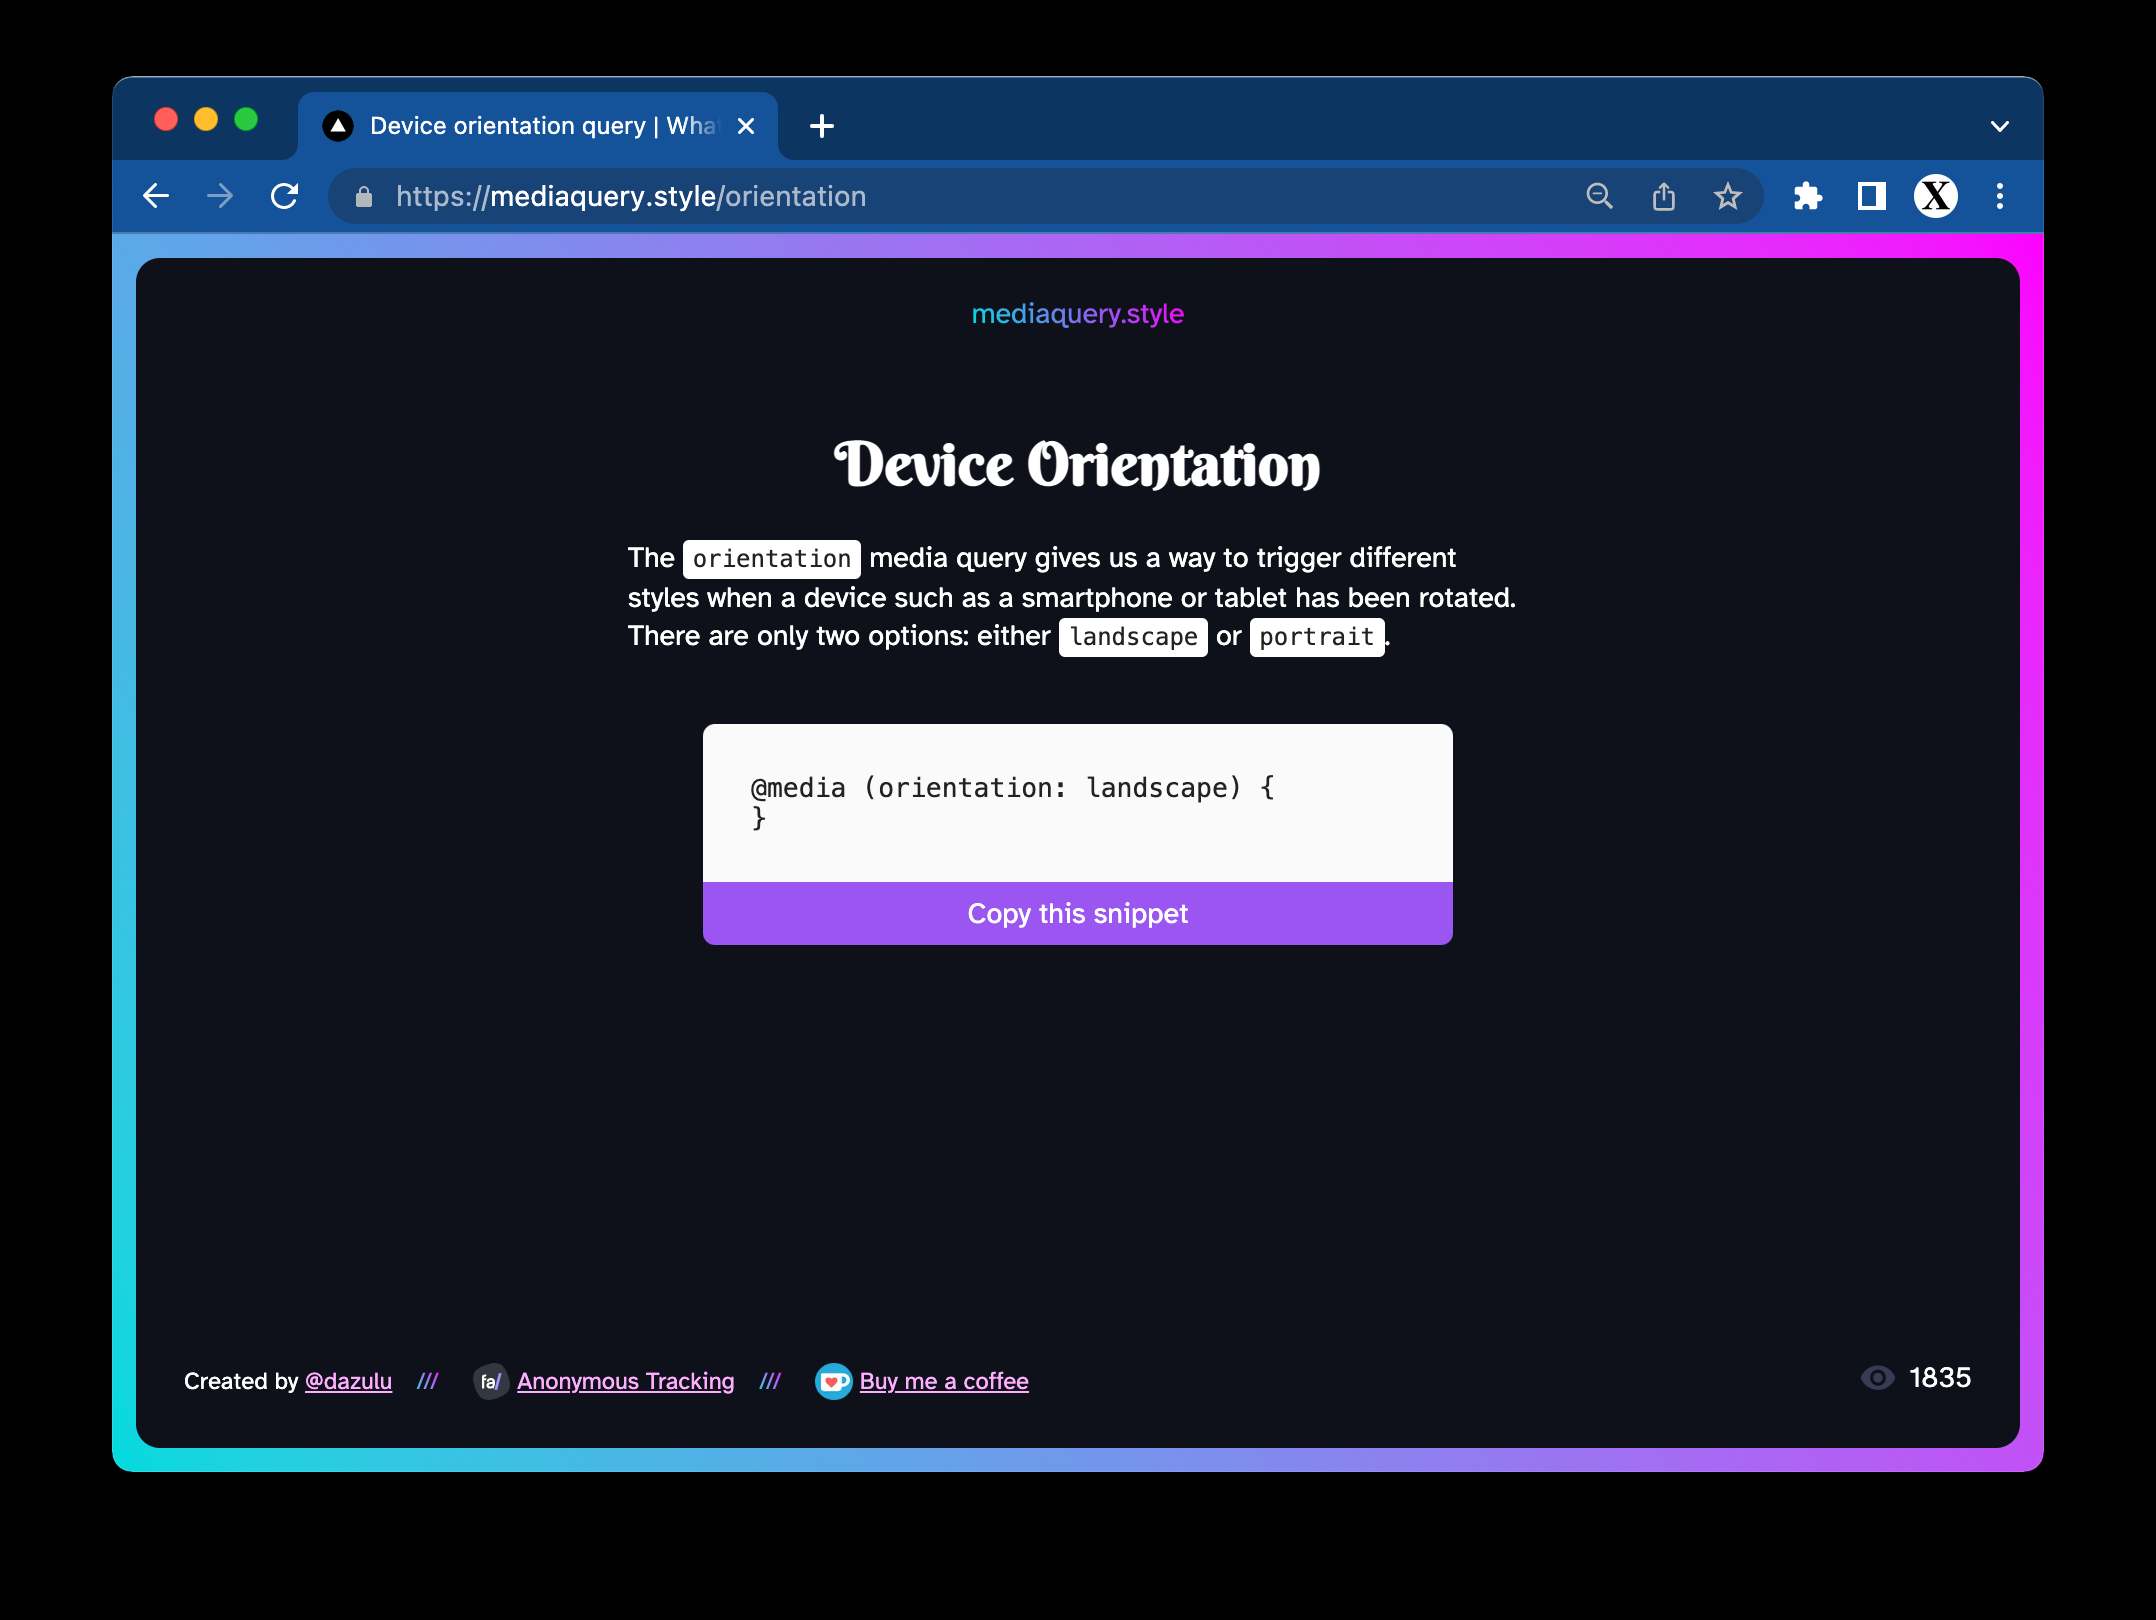 Device orientation query | What
https://mediaquery.style/orientation
X
mediaquery.style
Device Orientation
The orientation media query gives us a way to trigger different
styles when a device such as a smartphone or tablet has been rotated.
There are only two options: either landscape or portrait.
@media (orientation: landscape) {
}
Copy this snippet
Created by @dazulu /// fa/ Anonymous Tracking /// Buy me a coffee
1835